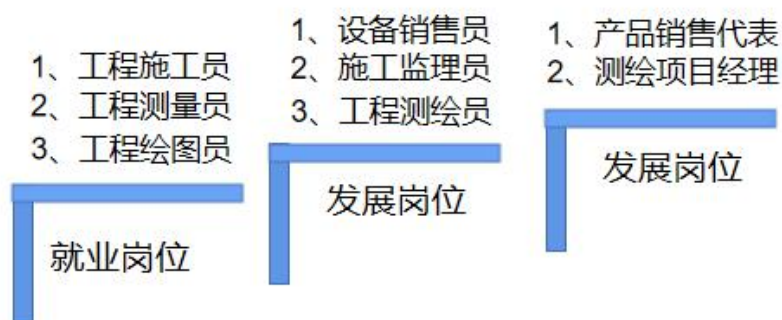 1、工程施工员
2、工程测量员
3、工程绘图员
就业岗位
1、设备销售员
2、施工监理员
3、工程测绘员
发展岗位
1、产品销售代表
2、测绘项目经理
发展岗位